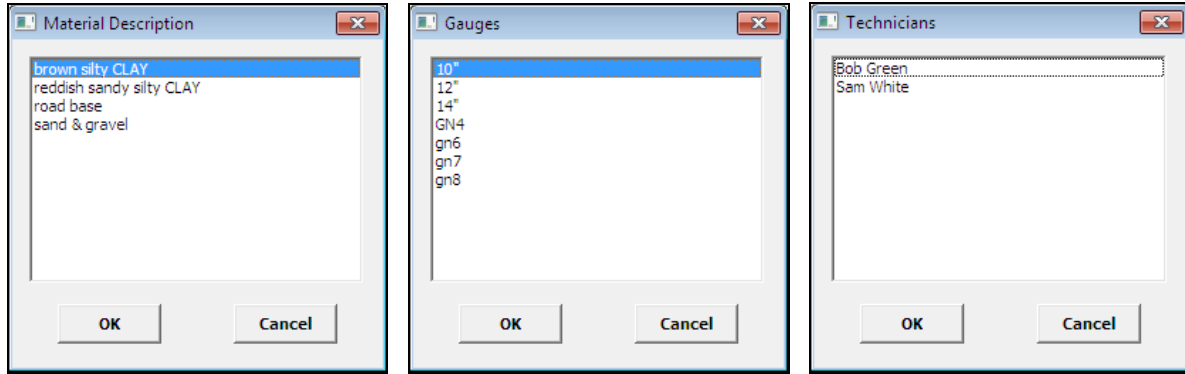 Material Description
brown silty CLAY
reddish sandy silty CLAY
road base
sand & gravel
OK
Cancel
Gauges
10"
12"
14"
GN4
gn6
gn7
gn8
OK
Cancel
Technicians
Bob Green
Sam White
OK
Cancel